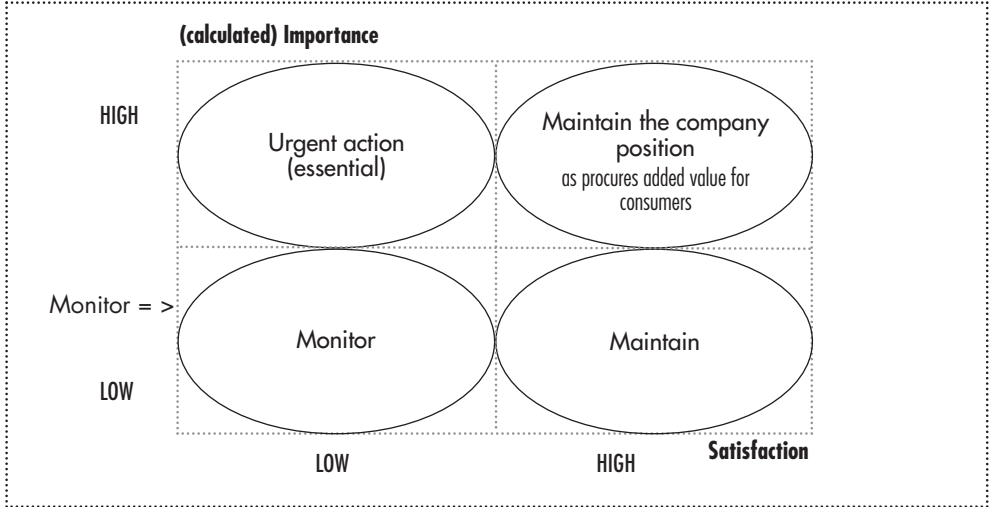 (calculated) Importance
HIGH
Urgent action
(essential)
Maintain the company
position
as procures added value for
consumers
Monitor = >
Monitor
Maintain
LOW
Satisfaction
LOW
HIGH